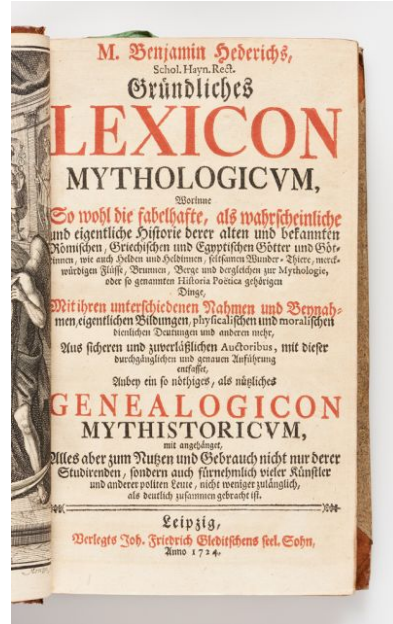 M. Benjamin Hederichs,
Schol. Hayn. Rect.
Gründliches
LEXICON
MYTHOLOGICVM,
Worinne
So wohl die fabelhafte, als wahrscheinliche
und eigentliche Historie derer alten und bekannten
Römischen, Griechischen und Egyptischen Götter und Göt-
innen, wie auch Helden und Heldinnen, seltsamen Wunder-Thiere, merck-
würdigen Flüsse, Brunnen, Berge und dergleichen zur Mythologie,
oder so genannten Historia Poëtica gehörigen
Dinge,
Mit ihren unterschiedenen Nahmen und Beynah-
men, eigentlichen Bildungen, physicalischen und moralischen
dienlichen Deutungen und anderen mehr,
Aus sicheren und zuverläßlichen Auctoribus, mit dieser
durchgänglichen und genauen Anführung
entfasset,
Anbey ein so nöthiges, als nützliches
GENEALOGICON
MYTHISTORICVM,
mit angehänget,
Alles aber zum Nutzen und Gebrauch nicht nur derer
Studirenden, sondern auch fürnehmlich vieler Künstler
und anderer politen Leute, nicht weniger zulänglich,
als deutlich zusammen gebracht ist.
Leipzig,
Verlegts Joh. Friedrich Gleditschens seel. Sohn,
Anno 1724.